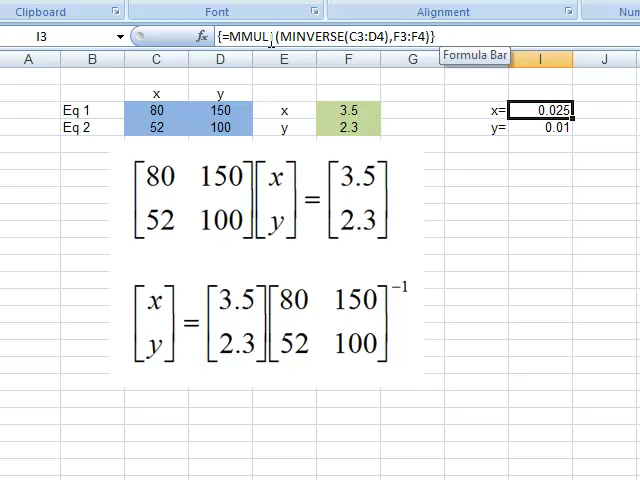 Clipboard Font Alignment Num
I3 fx {=MMUL (MINVERSE(C3:D4),F3:F4)}
Formula Bar
A B C D E F G H I J K
x y
Eq 1 80 150 x 3.5 x= 0.025
Eq 2 52 100 y 2.3 y= 0.01
80 150 x = 3.5
52 100 y 2.3
x = 3.5 80 150 −1
y 2.3 52 100